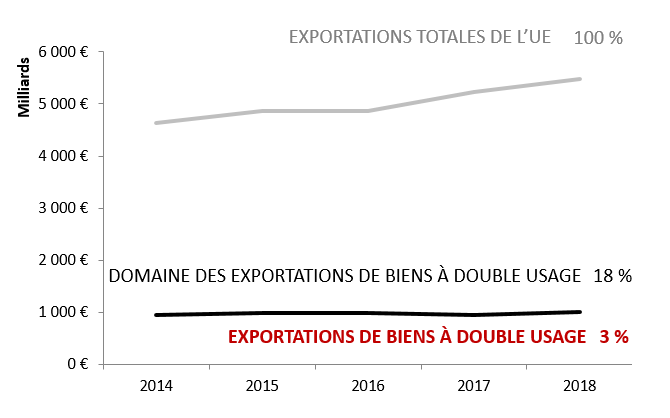 EXPORTATIONS TOTALES DE L’UE 100 %
Milliards
6 000 €
5 000 €
4 000 €
3 000 €
2 000 €
DOMAINE DES EXPORTATIONS DE BIENS À DOUBLE USAGE 18 %
1 000 €
EXPORTATIONS DE BIENS À DOUBLE USAGE 3 %
0 €
2014 2015 2016 2017 2018